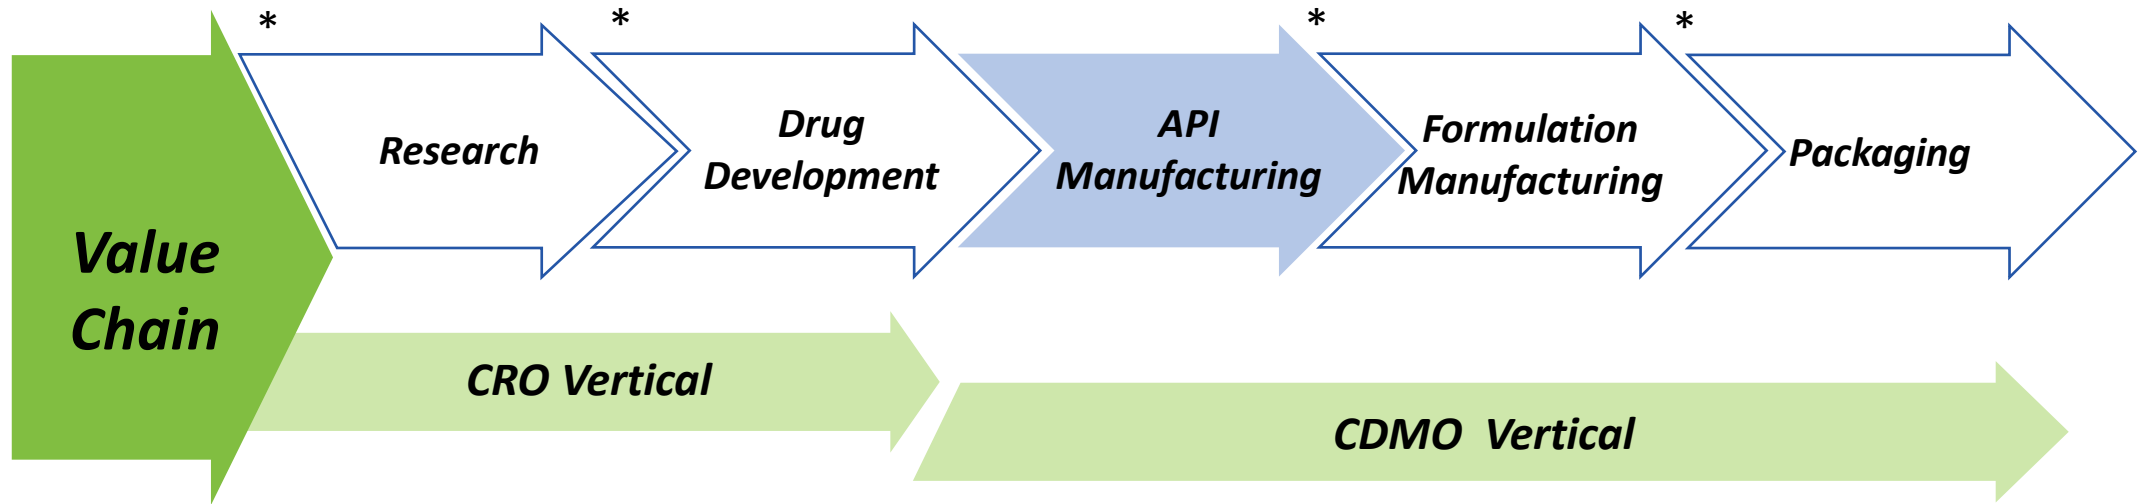 *
*
*
*
Research
Drug
Development
API
Manufacturing
Formulation
Manufacturing
Packaging
Value
Chain
CRO Vertical
CDMO  Vertical